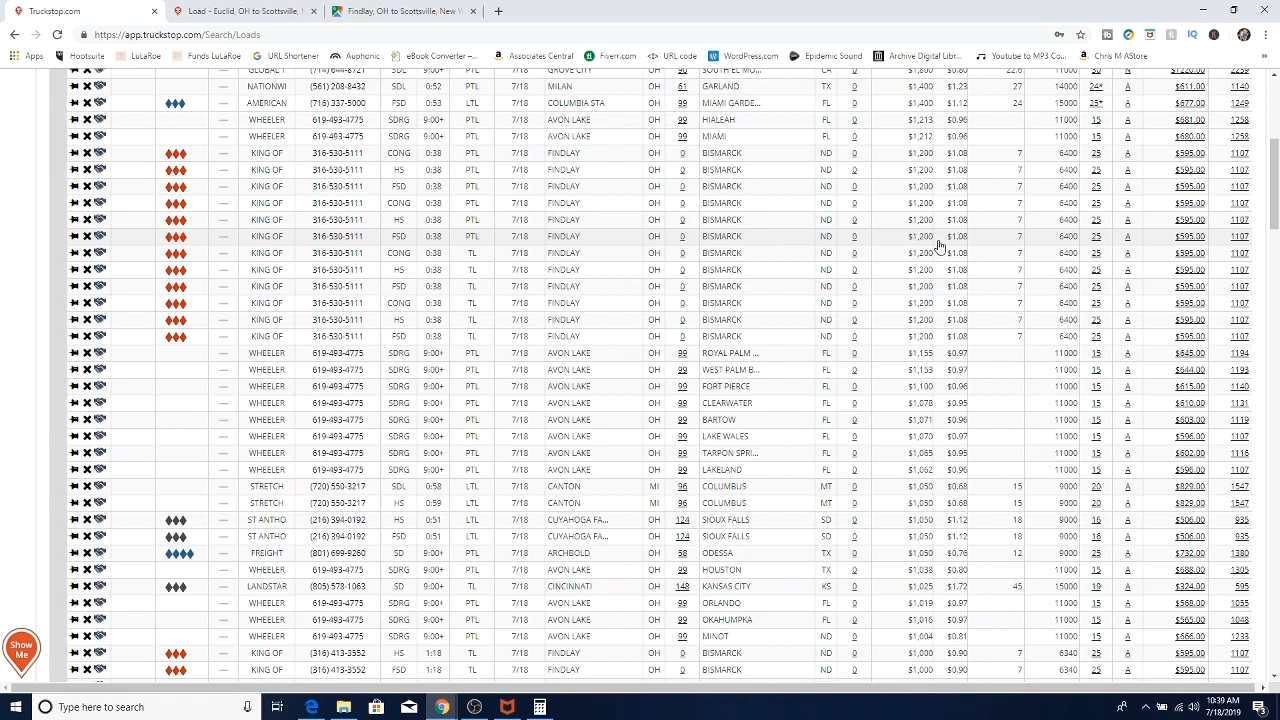 Truckstop.com
Load - Euclid, OH to Scottsville, N
Findlay, OH to Scottsville, New Yo
https://app.truckstop.com/Search/Loads
Apps Hootsuite LuLaRoe Funds LuLaRoe URL Shortener Auphonic eBook Converter –... Associates Central Fiverr.com URL code WordPress.com Epidemic Sound Archive Digital Libr... Youtube to MP3 Co... Chris M AStore
GLOBAL T (714) 644-8721 SDL 9:00+ PTL 7/18 GROVE CITY OH 90 SOUTH EL MO... CA 0 $1,800 $0.80 22.6 11000 30 A $1220.00 2239
NATIONWI (561) 208-8432 SDL 0:52 PTL 7/18 MILAN OH 61 GARLAND TX 0 $1,400 $1.23 27 14000 24* A $611.00 1140
AMERICAN (716) 337-5000 FSD 0:53 LTL 7/18 COLUMBIA STA OH 99 MIAMI GARDE... FL 0 $1,400 $1.12 24 15000 25* A $677.00 1249
— WHEELER 619-493-4775 SDRG 9:00+ PTL 7/18 AVON LAKE OH 99 HIALEAH FL 0 $1,213 $0.96 11000 15 A $681.00 1258
— WHEELER 619-493-4775 SDRG 9:00+ PTL 7/18 AVON LAKE OH 99 MIAMI FL 0 $1,212 $0.96 11000 15 A $680.00 1258
— KING OF 316-530-5111 CONG 0:38 PTL 7/18 FINDLAY OH 0 BISMARCK ND 0 $1,200 $1.08 7 6400 25 A $595.00 1107
— KING OF 316-530-5111 HS 0:38 PTL 7/18 FINDLAY OH 0 BISMARCK ND 0 $1,200 $1.08 7 6400 25 A $595.00 1107
— KING OF 316-530-5111 FSD 0:38 PTL 7/18 FINDLAY OH 0 BISMARCK ND 0 $1,200 $1.08 7 6400 25 A $595.00 1107
— KING OF 316-530-5111 CONG 0:38 PTL 7/18 FINDLAY OH 0 BISMARCK ND 0 $1,200 $1.08 7 6400 25 A $595.00 1107
— KING OF 316-530-5111 HS 0:38 PTL 7/18 FINDLAY OH 0 BISMARCK ND 0 $1,200 $1.08 7 6400 25 A $595.00 1107
— KING OF 316-530-5111 FSD 0:38 PTL 7/18 FINDLAY OH 0 BISMARCK ND 0 $1,200 $1.08 7 6400 25 A $595.00 1107
— KING OF 316-530-5111 CONG 0:38 TL 7/18 FINDLAY OH 0 BISMARCK ND 0 $1,200 $1.08 7 6400 25 A $595.00 1107
— KING OF 316-530-5111 HS 0:38 TL 7/18 FINDLAY OH 0 BISMARCK ND 0 $1,200 $1.08 7 6400 25 A $595.00 1107
— KING OF 316-530-5111 FSD 0:38 TL 7/18 FINDLAY OH 0 BISMARCK ND 0 $1,200 $1.08 7 6400 25 A $595.00 1107
— KING OF 316-530-5111 CONG 0:38 TL 7/18 FINDLAY OH 0 BISMARCK ND 0 $1,200 $1.08 7 6400 25 A $595.00 1107
— KING OF 316-530-5111 HS 0:38 TL 7/18 FINDLAY OH 0 BISMARCK ND 0 $1,200 $1.08 7 6400 25 A $595.00 1107
— KING OF 316-530-5111 FSD 0:38 TL 7/18 FINDLAY OH 0 BISMARCK ND 0 $1,200 $1.08 7 6400 25 A $595.00 1107
— WHEELER 619-493-4775 SDRG 9:00+ PTL 7/18 AVON LAKE OH 99 ROYAL PALM ... FL 0 $1,155 $0.97 11000 15 A $645.00 1194
— WHEELER 619-493-4775 SDRG 9:00+ PTL 7/18 AVON LAKE OH 99 WEST PALM B... FL 0 $1,153 $0.97 11000 15 A $644.00 1193
— WHEELER 619-493-4775 SDRG 9:00+ PTL 7/18 AVON LAKE OH 99 FORT PIERCE FL 0 $1,100 $0.96 11000 15 A $615.00 1140
— WHEELER 619-493-4775 SDRG 9:00+ PTL 7/18 AVON LAKE OH 99 CLEARWATER FL 0 $1,078 $0.95 11000 15 A $610.00 1131
— WHEELER 619-493-4775 SDRG 9:00+ PTL 7/18 AVON LAKE OH 99 BARTOW FL 0 $1,071 $0.96 11000 15 A $603.00 1119
— WHEELER 619-493-4775 SDRG 9:00+ PTL 7/18 AVON LAKE OH 99 LAKE WALES FL 0 $1,070 $0.97 11000 15 A $596.00 1107
— WHEELER 619-493-4775 SDRG 9:00+ PTL 7/18 AVON LAKE OH 99 TARPON SPRI... FL 0 $1,065 $0.95 11000 15 A $602.00 1116
— WHEELER 619-493-4775 SDRG 9:00+ PTL 7/18 AVON LAKE OH 99 LAKELAND FL 0 $1,062 $0.96 11000 15 A $596.00 1107
— STRETCH (720) 550-3217 SDL 0:58 LTL 7/18 CANTON MI 96 COLUMBUS MT 0 $1,050 $0.68 15 9000 20 A $829.00 1547
— STRETCH (720) 550-3217 HS 0:59 LTL 7/18 CANTON MI 96 COLUMBUS MT 0 $1,050 $0.68 15 9000 20 A $829.00 1547
— ST ANTHO (216) 394-0192 HS 0:51 LTL 7/18 CUYAHOGA FA... OH 124 SIOUX FALLS SD 0 $1,050 $1.12 18 9000 16 A $506.00 935
— ST ANTHO (216) 394-0192 FSD 0:51 LTL 7/18 CUYAHOGA FA... OH 124 SIOUX FALLS SD 0 $1,050 $1.12 18 9000 16 A $506.00 935
— FREIGHT (801) 699-9260 SD 9:00+ PTL 7/18 ARCHBOLD OH 58 ODESSA TX 0 $1,050 $0.76 12 9000 25 A $732.00 1380
— WHEELER 619-493-4775 SDRG 9:00+ PTL 7/18 AVON LAKE OH 99 HOUSTON TX 0 $1,038 $0.80 11000 15 A $688.00 1305
— LANDSTAR (805) 578-1063 SD 9:00+ TL 7/18 CINCINNATI OH 148 KANSAS CITY KS 0 $1,025 $1.72 45 15000 19 A $324.00 595
— WHEELER 619-493-4775 SDRG 9:00+ PTL 7/18 AVON LAKE OH 99 ORLANDO FL 0 $1,019 $0.97 11000 15 A $568.00 1055
— WHEELER 619-493-4775 SDRG 9:00+ PTL 7/18 AVON LAKE OH 99 OKAHUMPKA FL 0 $1,016 $0.97 11000 15 A $565.00 1048
— WHEELER 619-493-4775 SDRG 9:00+ PTL 7/18 AVON LAKE OH 99 MINOT ND 0 $1,004 $0.81 11000 15 A $666.00 1233
— KING OF (316) 413-3552 HS 1:18 TL 7/18 FINDLAY OH 0 BISMARCK ND 0 $1,000 $0.90 7 6340 25 A $595.00 1107
— KING OF (316) 413-3552 FSD 1:18 TL 7/18 FINDLAY OH 0 BISMARCK ND 0 $1,000 $0.90 7 6340 25 A $595.00 1107
Show
Me
Type here to search
10:39 AM
7/18/2019